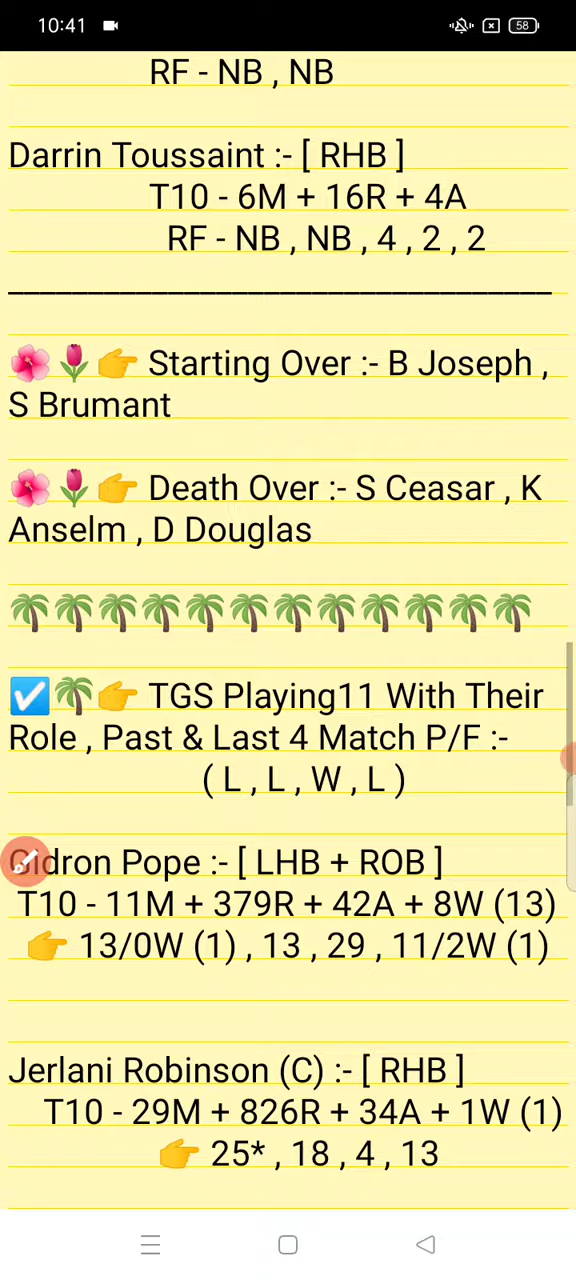 10:41
58
RF - NB , NB
Darrin Toussaint :- [ RHB ]
T10 - 6M + 16R + 4A
RF - NB , NB , 4 , 2 , 2
🌺🌷👉 Starting Over :- B Joseph ,
S Brumant
🌺🌷👉 Death Over :- S Ceasar , K
Anselm , D Douglas
🌴🌴🌴🌴🌴🌴🌴🌴🌴🌴🌴🌴
☑️🌴👉 TGS Playing11 With Their
Role , Past & Last 4 Match P/F :-
( L , L , W , L )
Gidron Pope :- [ LHB + ROB ]
T10 - 11M + 379R + 42A + 8W (13)
👉 13/0W (1) , 13 , 29 , 11/2W (1)
Jerlani Robinson (C) :- [ RHB ]
T10 - 29M + 826R + 34A + 1W (1)
👉 25* , 18 , 4 , 13